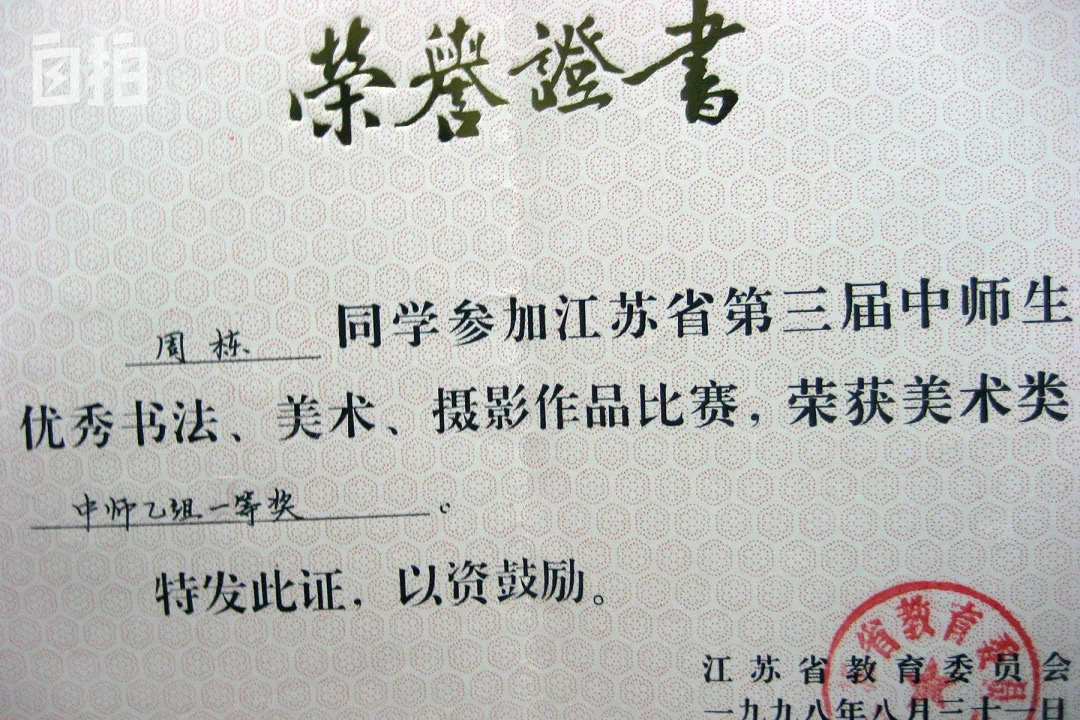 自拍
荣譽證書
周栋 同学参加江苏省第三届中师生
优秀书法、美术、摄影作品比赛，荣获美术类
中师乙组一等奖。
特发此证，以资鼓励。
省教育委员
江苏省教育委员会
一九九八年八月三十一日